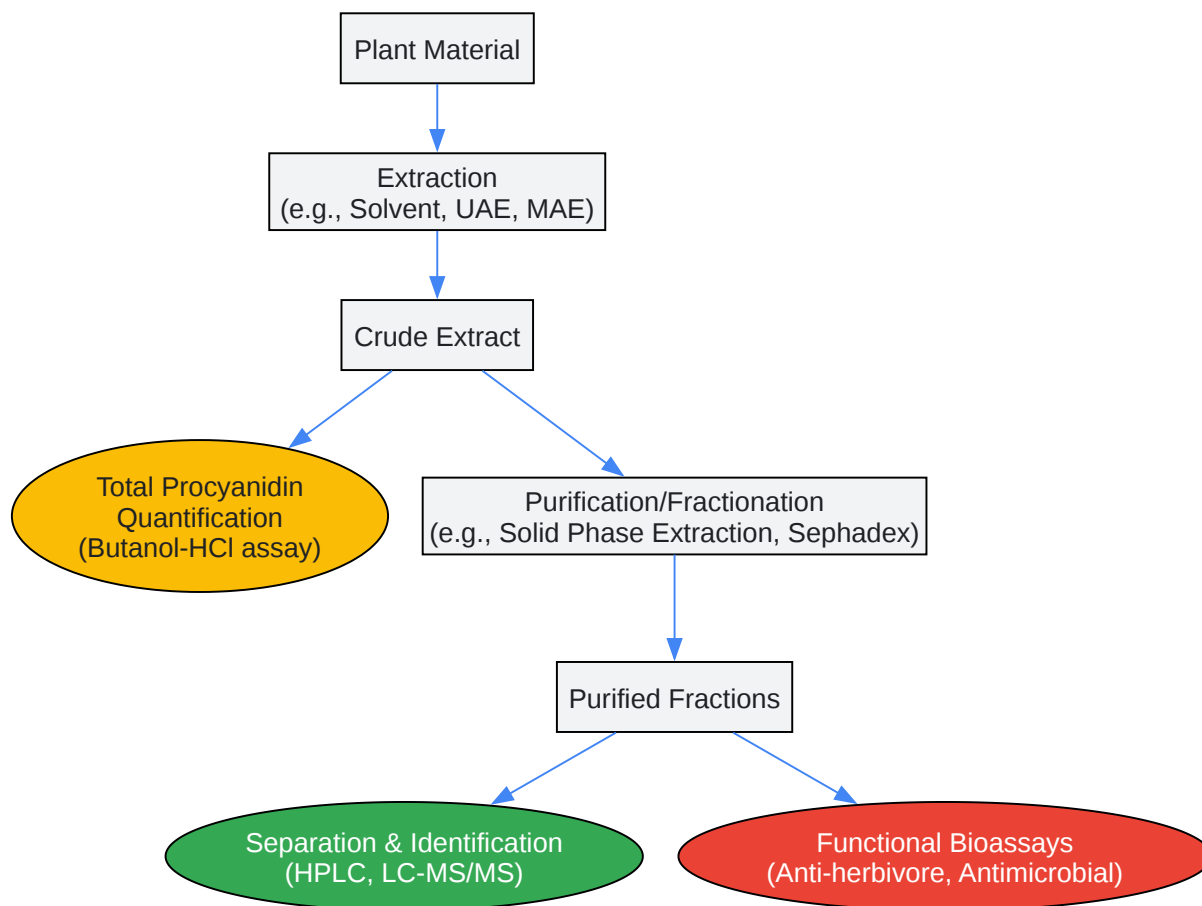 Plant Material
Extraction
(e.g., Solvent, UAE, MAE)
Crude Extract
Total Procyanidin
Quantification
(Butanol-HCl assay)
Purification/Fractionation
(e.g., Solid Phase Extraction, Sephadex)
Purified Fractions
Separation & Identification
(HPLC, LC-MS/MS)
Functional Bioassays
(Anti-herbivore, Antimicrobial)